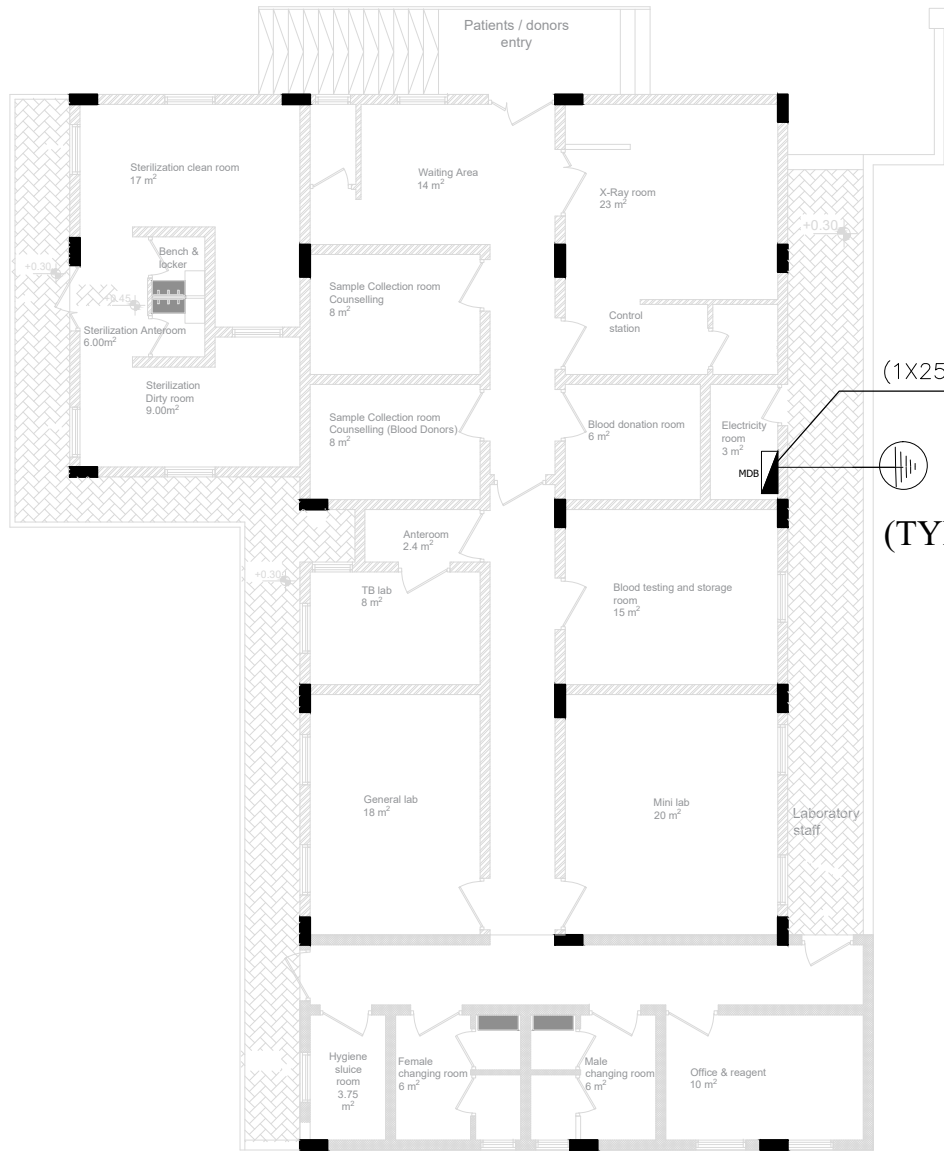 Patients / donors
entry
Sterilization clean room
17 m²
Waiting Area
14 m²
X-Ray room
23 m²
+0.30
Bench &
locker
+0.30
+0.45
Sample Collection room
Counselling
8 m²
Control
station
Sterilization Anteroom
6.00m²
Sterilization
Dirty room
9.00m²
Sample Collection room
Counselling (Blood Donors)
8 m²
Blood donation room
6 m²
Electricity
room
3 m²
(1X25
MDB
Anteroom
2.4 m²
+0.30
TB lab
8 m²
Blood testing and storage
room
15 m²
General lab
18 m²
Mini lab
20 m²
Laboratory
staff
Hygiene
sluice
room
3.75
m²
Female
changing room
6 m²
Male
changing room
6 m²
Office & reagent
10 m²